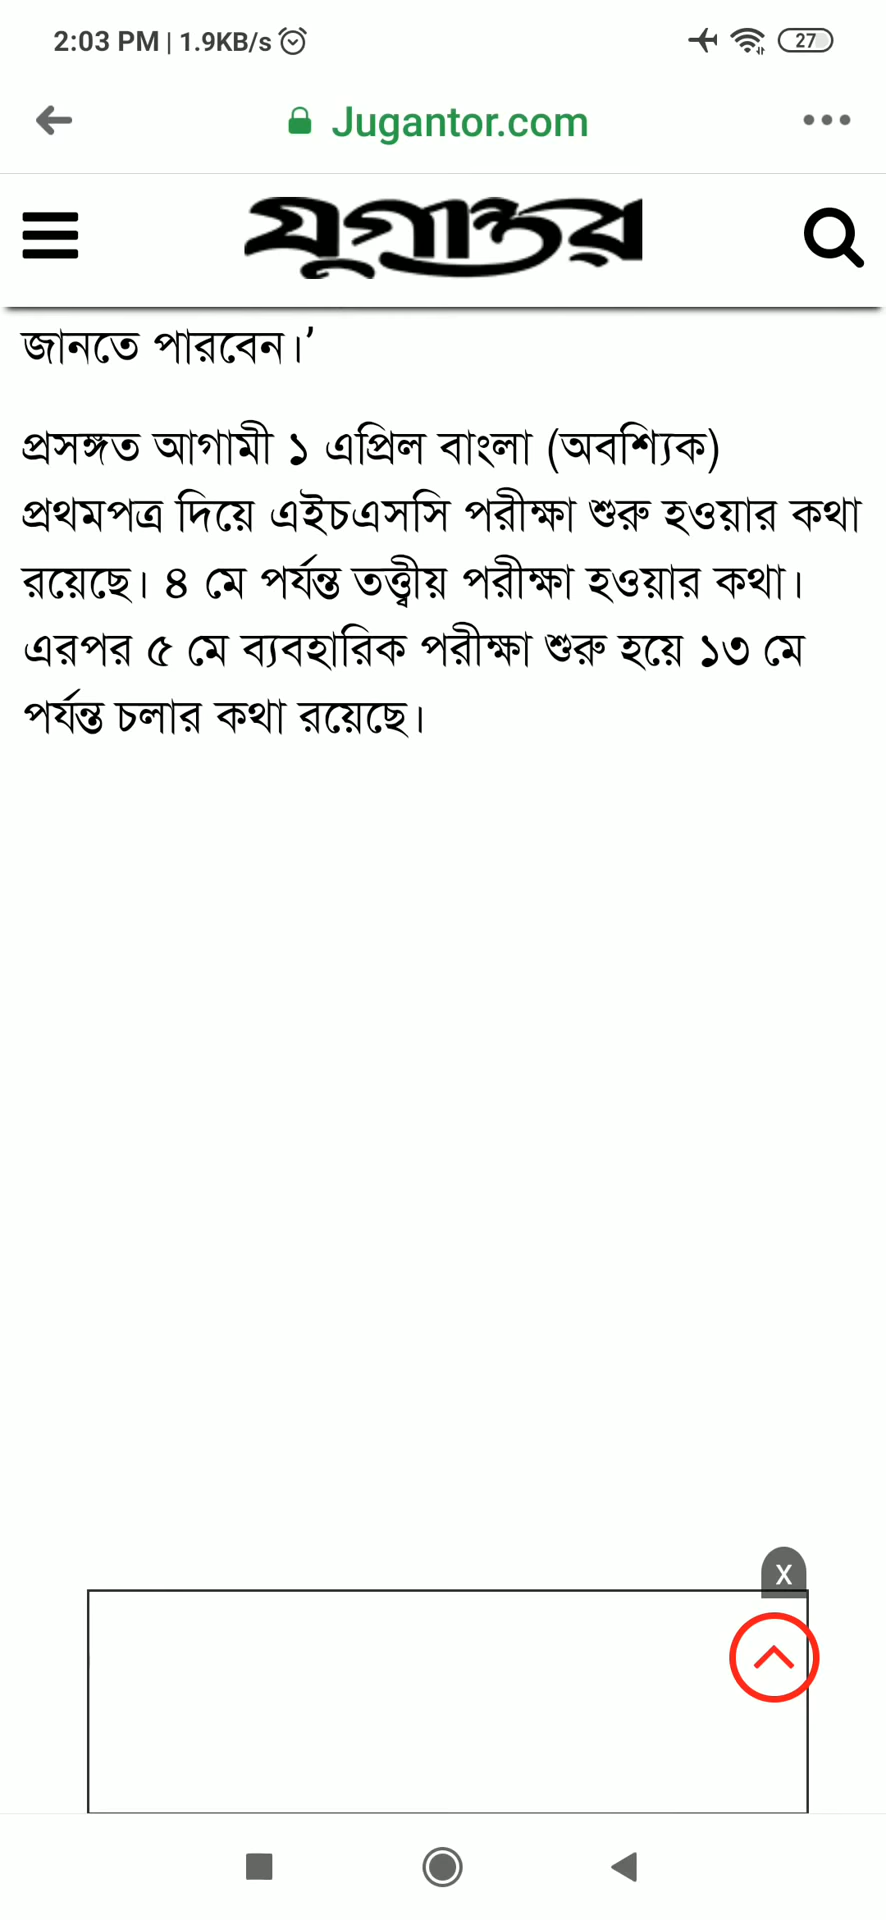 2:03 PM | 1.9KB/s
27
Jugantor.com
যুগান্তর
জানতে পারবেন।’
প্রসঙ্গত আগামী ১ এপ্রিল বাংলা (অবশ্যিক)
প্রথমপত্র দিয়ে এইচএসসি পরীক্ষা শুরু হওয়ার কথা
রয়েছে। ৪ মে পর্যন্ত তত্ত্বীয় পরীক্ষা হওয়ার কথা।
এরপর ৫ মে ব্যবহারিক পরীক্ষা শুরু হয়ে ১৩ মে
পর্যন্ত চলার কথা রয়েছে।
X